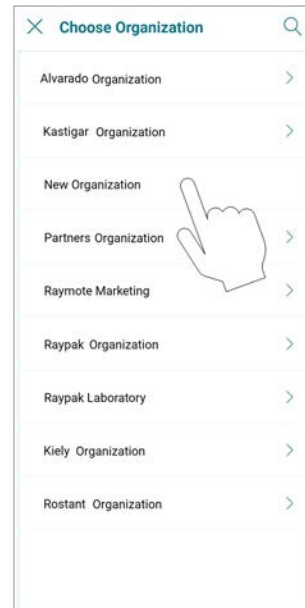 Choose Organization
Alvarado Organization
Kastigar Organization
New Organization
Partners Organization
Raymote Marketing
Raypak Organization
Raypak Laboratory
Kiely Organization
Rostant Organization